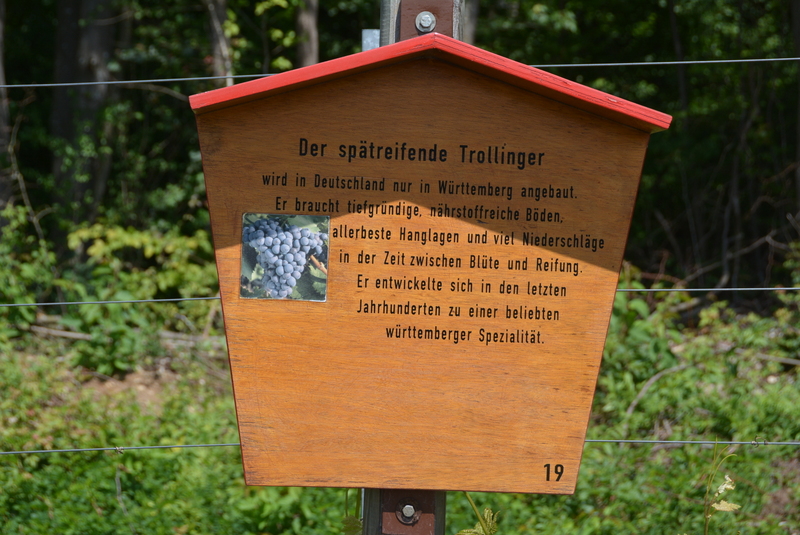 Der spätreifende Trollinger
wird in Deutschland nur in Württemberg angebaut.
Er braucht tiefgründige, nährstoffreiche Böden,
allerbeste Hanglagen und viel Niederschläge
in der Zeit zwischen Blüte und Reifung.
Er entwickelte sich in den letzten
Jahrhunderten zu einer beliebten
württemberger Spezialität.
19